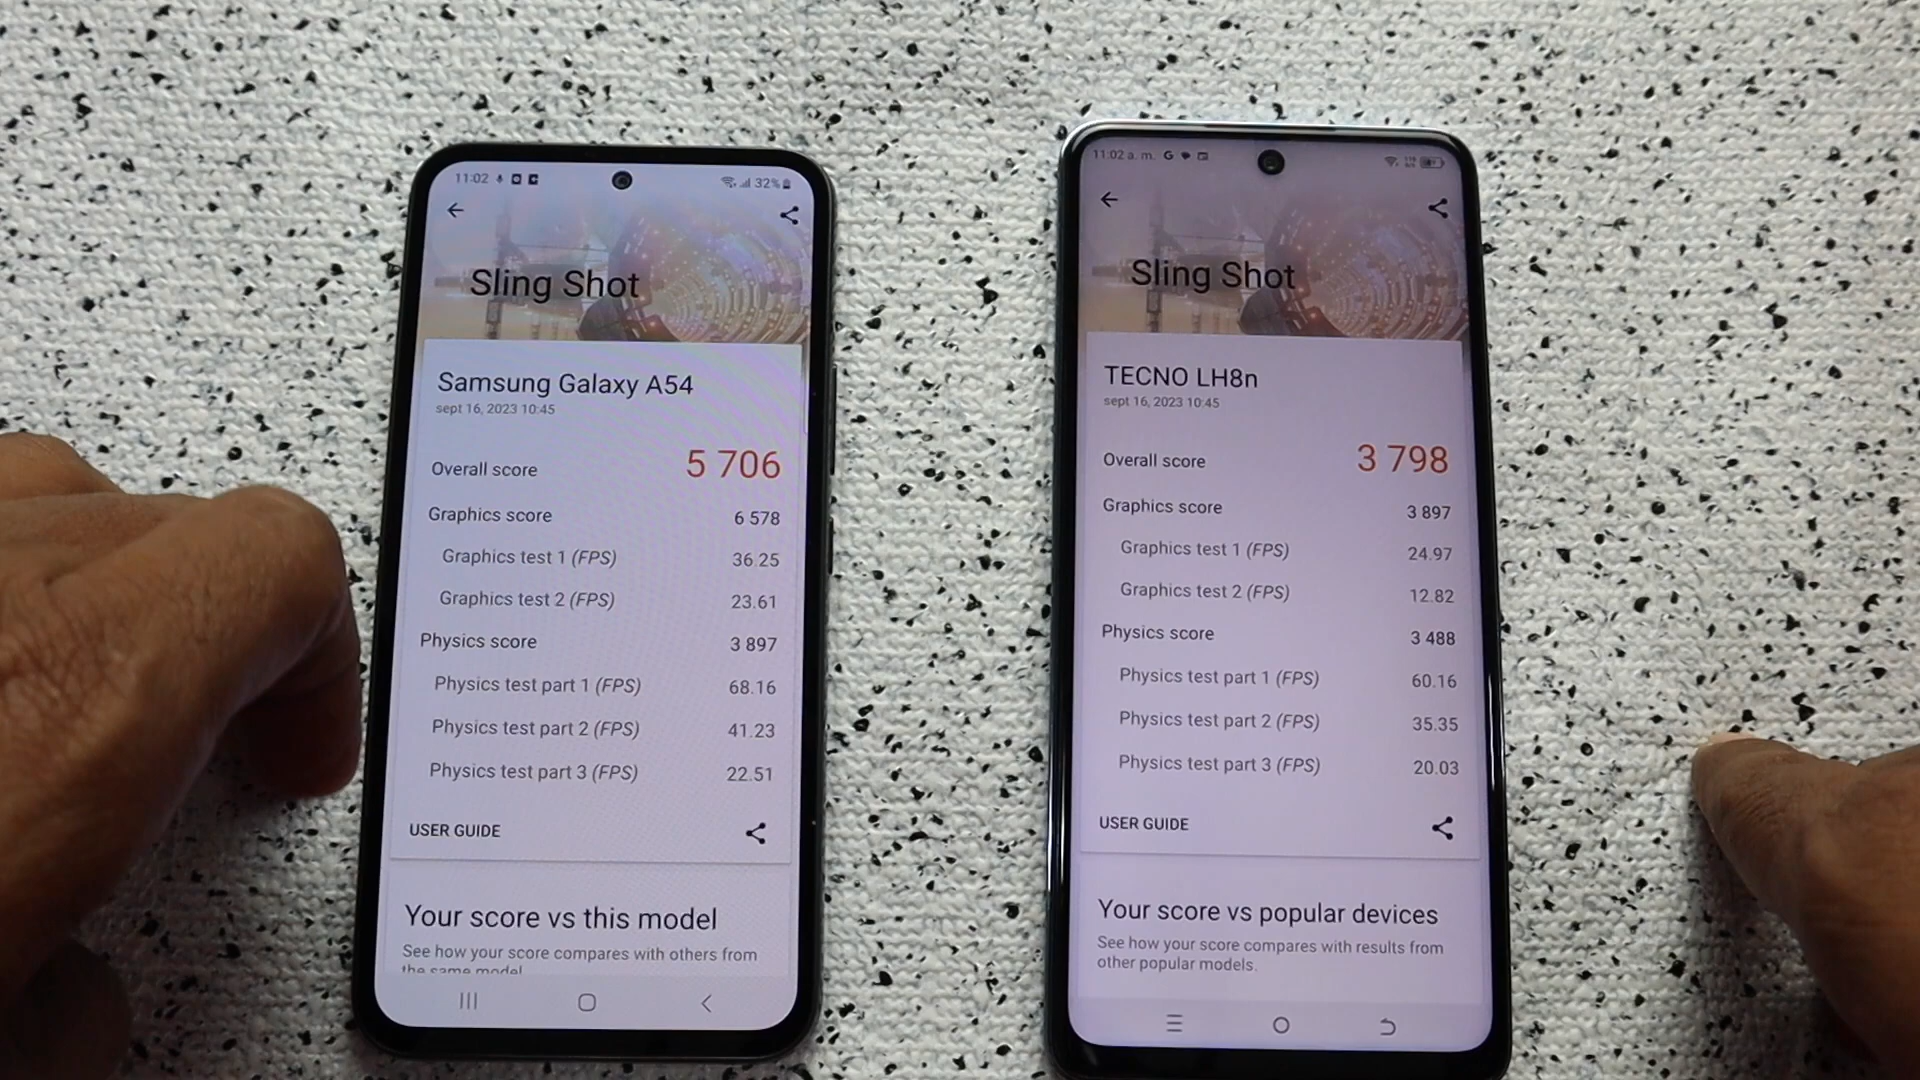 11:02
32%
Sling Shot
Samsung Galaxy A54
sept 16, 2023 10:45
Overall score 5 706
Graphics score 6 578
Graphics test 1 (FPS) 36.25
Graphics test 2 (FPS) 23.61
Physics score 3 897
Physics test part 1 (FPS) 68.16
Physics test part 2 (FPS) 41.23
Physics test part 3 (FPS) 22.51
USER GUIDE
Your score vs this model
See how your score compares with others from
the same model
11:02 a. m.
Sling Shot
TECNO LH8n
sept 16, 2023 10:45
Overall score 3 798
Graphics score 3 897
Graphics test 1 (FPS) 24.97
Graphics test 2 (FPS) 12.82
Physics score 3 488
Physics test part 1 (FPS) 60.16
Physics test part 2 (FPS) 35.35
Physics test part 3 (FPS) 20.03
USER GUIDE
Your score vs popular devices
See how your score compares with results from
other popular models.